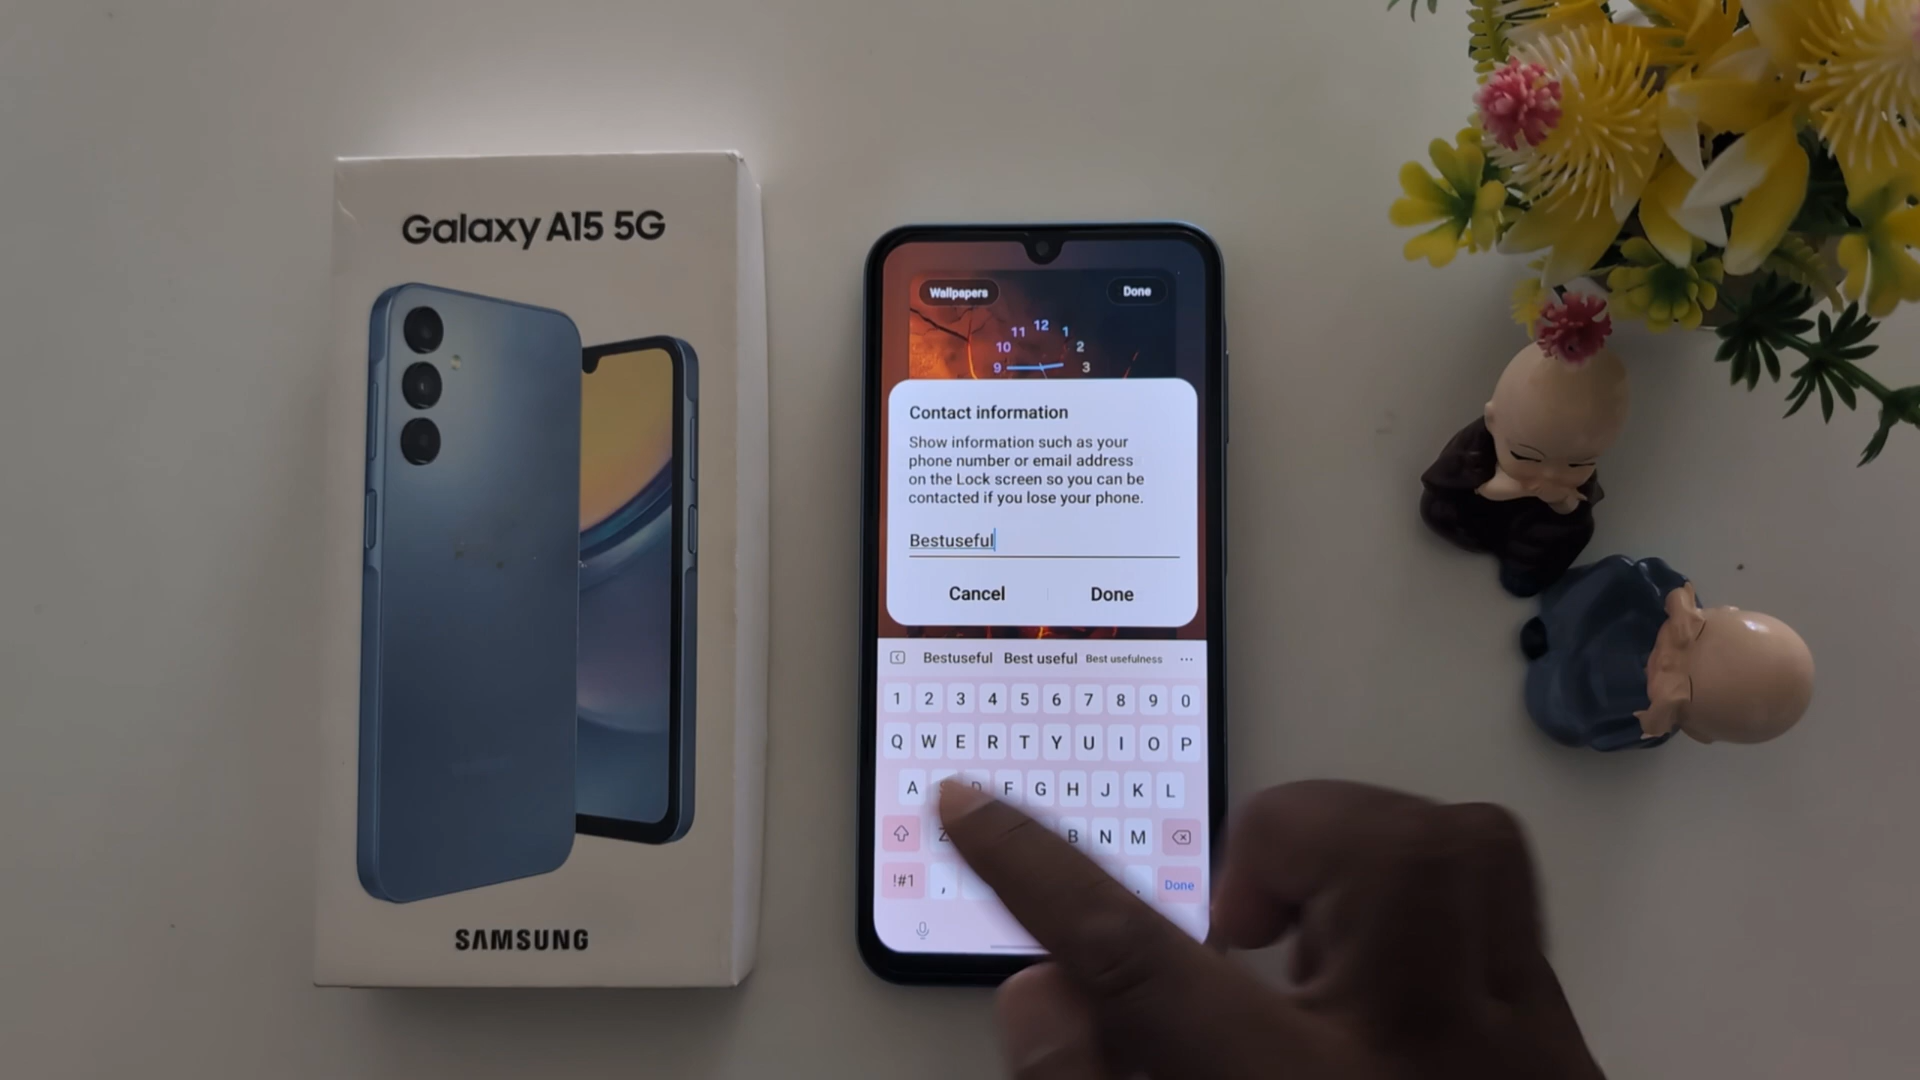 Galaxy A15 5G
SAMSUNG
Wallpapers
Done
11 12 1
10 2
9 3
Contact information
Show information such as your
phone number or email address
on the Lock screen so you can be
contacted if you lose your phone.
Bestuseful
Cancel Done
Bestuseful Best useful Best usefulness ...
1 2 3 4 5 6 7 8 9 0
Q W E R T Y U I O P
A S D F G H J K L
Z B N M
!#1 , . Done